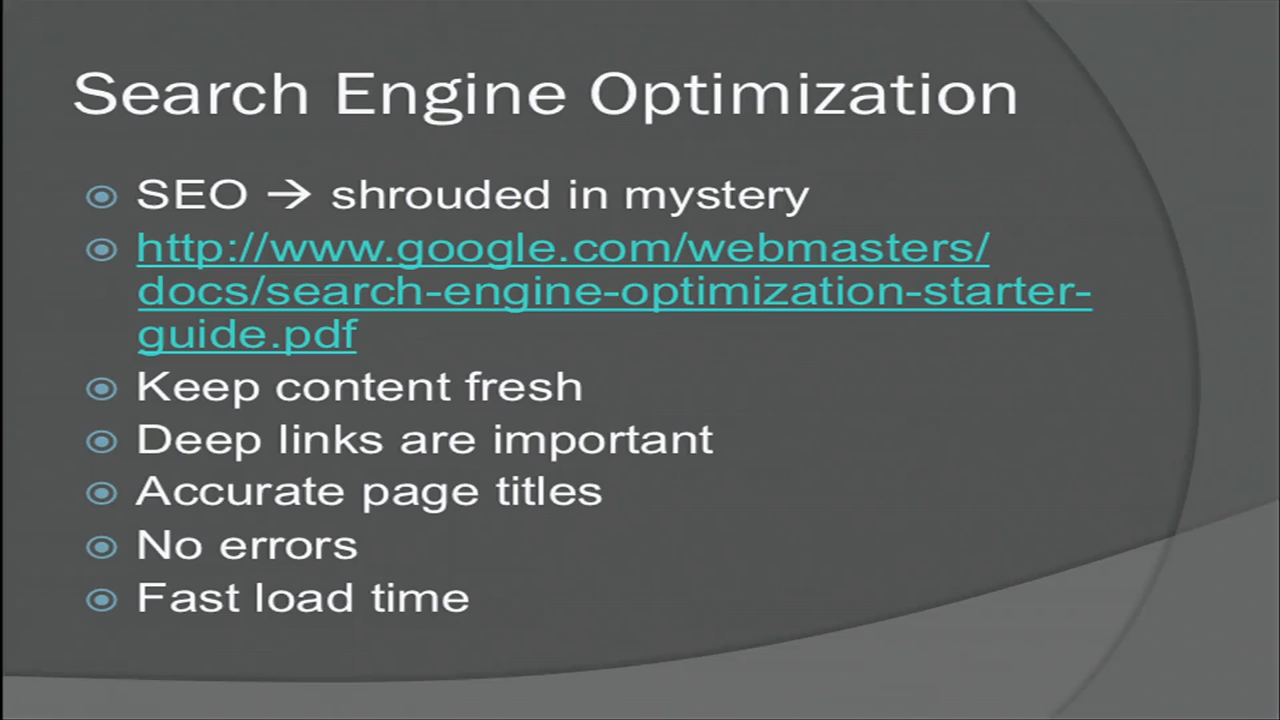 Search Engine Optimization
SEO → shrouded in mystery
http://www.google.com/webmasters/
docs/search-engine-optimization-starter-
guide.pdf
Keep content fresh
Deep links are important
Accurate page titles
No errors
Fast load time